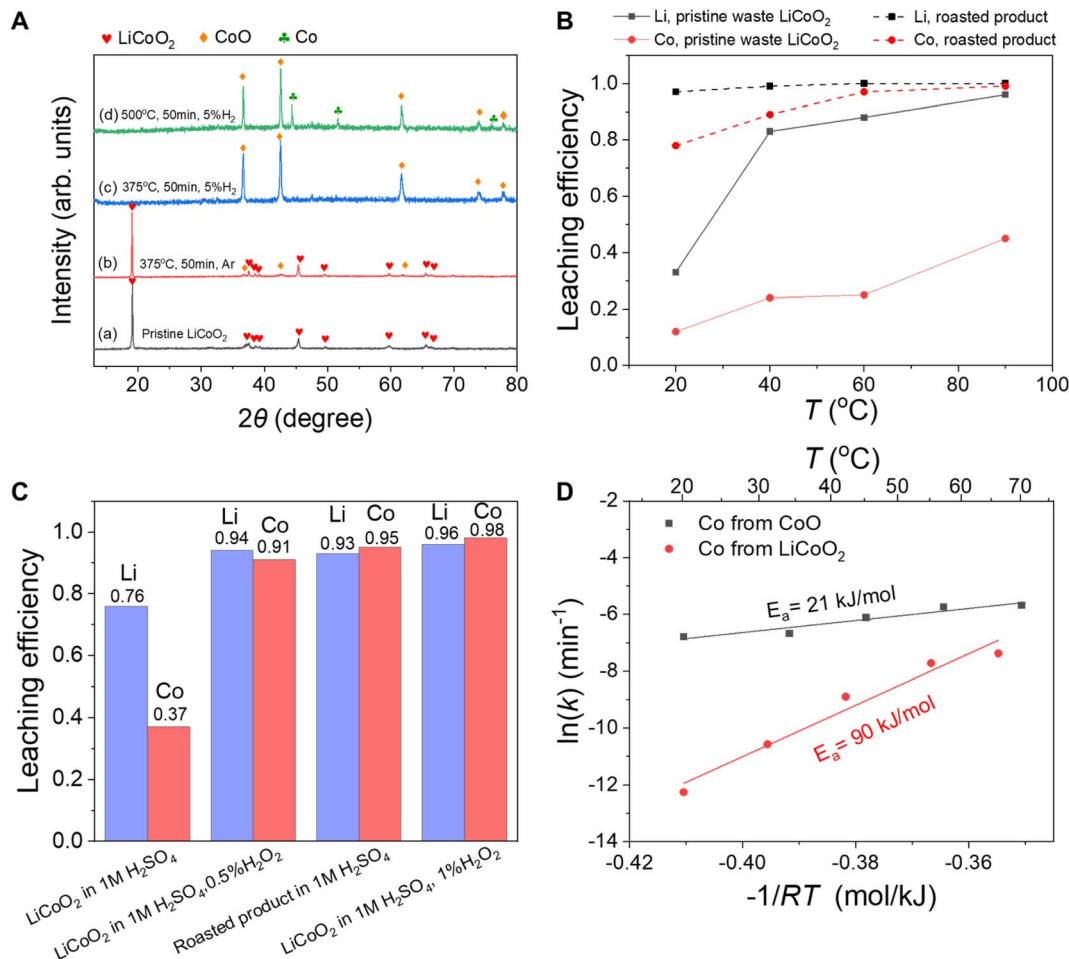 A
♥ LiCoO₂ ♦ CoO ♣ Co
(d) 500°C, 50min, 5%H₂
(c) 375°C, 50min, 5%H₂
(b) 375°C, 50min, Ar
(a) Pristine LiCoO₂
Intensity (arb. units)
20 30 40 50 60 70 80
2θ (degree)
B
Li, pristine waste LiCoO₂ Li, roasted product
Co, pristine waste LiCoO₂ Co, roasted product
Leaching efficiency
1.0
0.8
0.6
0.4
0.2
0.0
20 40 60 80 100
T (°C)
C
Leaching efficiency
1.0
0.8
0.6
0.4
0.2
0.0
Li
0.76
Co
0.37
Li
0.94
Co
0.91
Li
0.93
Co
0.95
Li
0.96
Co
0.98
LiCoO₂ in 1M H₂SO₄
LiCoO₂ in 1M H₂SO₄,0.5%H₂O₂
Roasted product in 1M H₂SO₄
LiCoO₂ in 1M H₂SO₄, 1%H₂O₂
D
T (°C)
20 30 40 50 60 70
Co from CoO
Co from LiCoO₂
Eₐ= 21 kJ/mol
Eₐ= 90 kJ/mol
ln(k) (min⁻¹)
-2
-4
-6
-8
-10
-12
-14
-0.42 -0.40 -0.38 -0.36
-1/RT (mol/kJ)